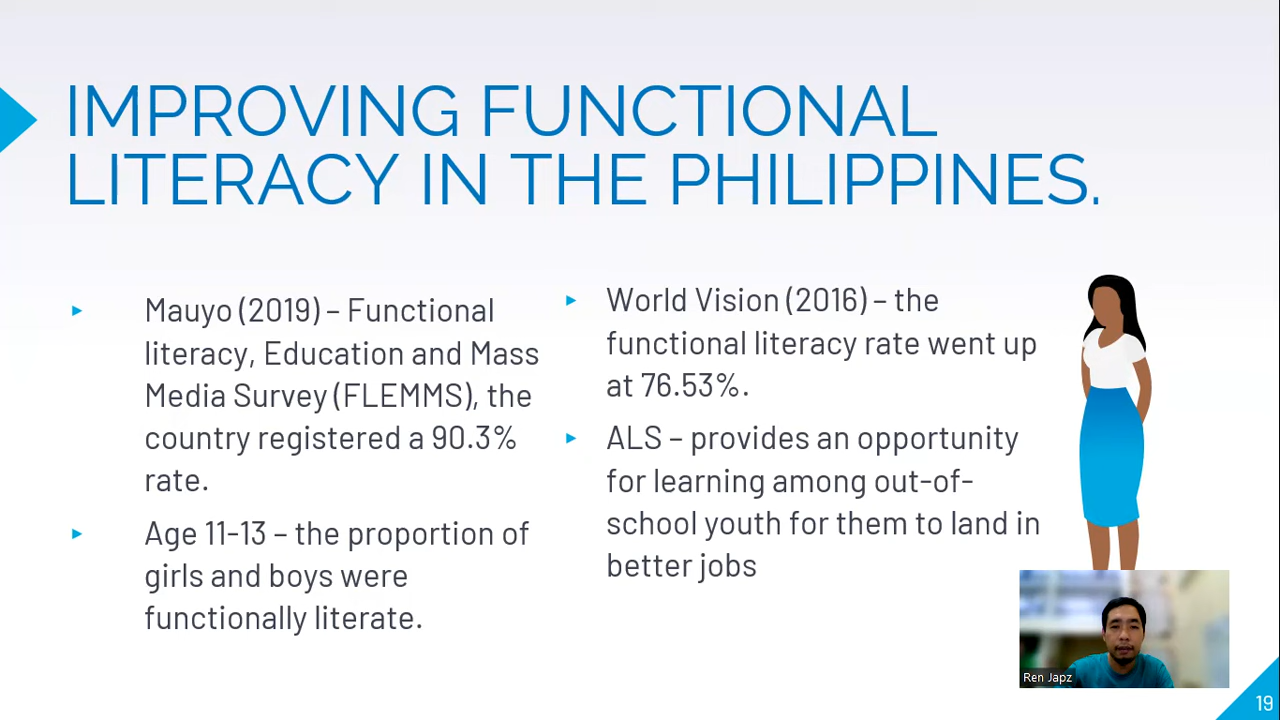 IMPROVING FUNCTIONAL
LITERACY IN THE PHILIPPINES.
Mauyo (2019) – Functional
literacy, Education and Mass
Media Survey (FLEMMS), the
country registered a 90.3%
rate.
Age 11-13 – the proportion of
girls and boys were
functionally literate.
World Vision (2016) – the
functional literacy rate went up
at 76.53%.
ALS – provides an opportunity
for learning among out-of-
school youth for them to land in
better jobs
Ren Japz
19